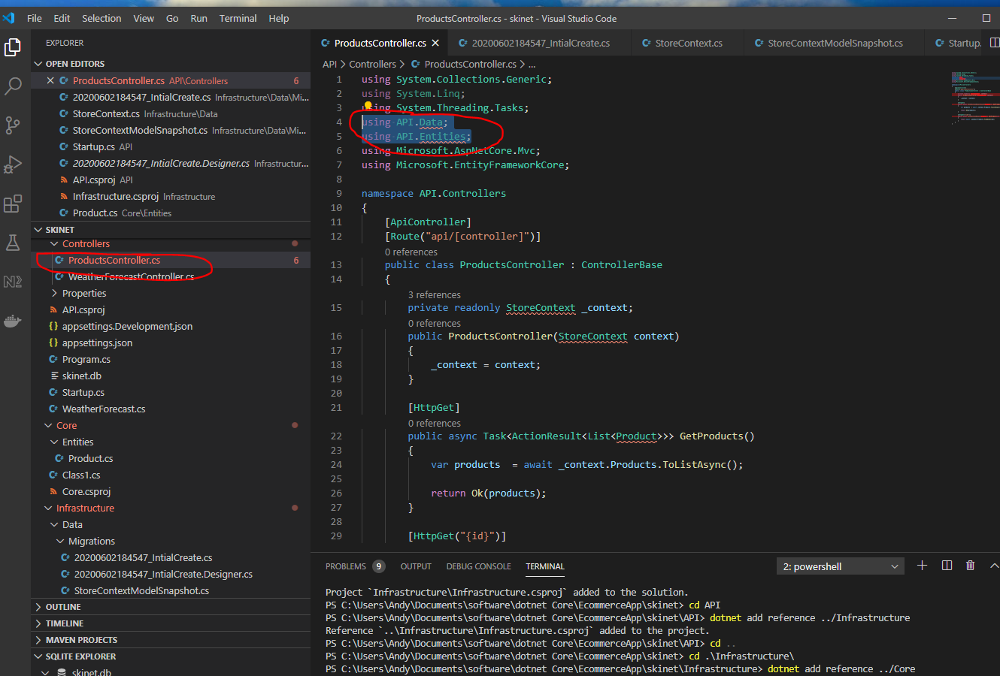 File Edit Selection View Go Run Terminal Help
ProductsController.cs - skinet - Visual Studio Code
EXPLORER
OPEN EDITORS
ProductsController.cs API\Controllers 6
20200602184547_IntialCreate.cs Infrastructure\Data\Mi...
StoreContext.cs Infrastructure\Data
StoreContextModelSnapshot.cs Infrastructure\Data\Mi...
Startup.cs API
20200602184547_IntialCreate.Designer.cs Infrastructur...
API.csproj API
Infrastructure.csproj Infrastructure
Product.cs Core\Entities
SKINET
Controllers
ProductsController.cs 6
WeatherForecastController.cs
Properties
API.csproj
appsettings.Development.json
appsettings.json
Program.cs
skinet.db
Startup.cs
WeatherForecast.cs
Core
Entities
Product.cs
Class1.cs
Core.csproj
Infrastructure
Data
Migrations
20200602184547_IntialCreate.cs
20200602184547_IntialCreate.Designer.cs
StoreContextModelSnapshot.cs
OUTLINE
TIMELINE
MAVEN PROJECTS
SQLITE EXPLORER
skinet.db
ProductsController.cs 20200602184547_IntialCreate.cs StoreContext.cs StoreContextModelSnapshot.cs Startup.
API > Controllers > ProductsController.cs > ...
1 using System.Collections.Generic;
2 using System.Linq;
3 using System.Threading.Tasks;
4 using API.Data;
5 using API.Entities;
6 using Microsoft.AspNetCore.Mvc;
7 using Microsoft.EntityFrameworkCore;
8
9 namespace API.Controllers
10 {
11 [ApiController]
12 [Route("api/[controller]")]
0 references
13 public class ProductsController : ControllerBase
14 {
3 references
15 private readonly StoreContext _context;
0 references
16 public ProductsController(StoreContext context)
17 {
18 _context = context;
19 }
20
21 [HttpGet]
0 references
22 public async Task<ActionResult<List<Product>>> GetProducts()
23 {
24 var products = await _context.Products.ToListAsync();
25
26 return Ok(products);
27 }
28
29 [HttpGet("{id}")]
PROBLEMS 9 OUTPUT DEBUG CONSOLE TERMINAL 2: powershell
Project `Infrastructure\Infrastructure.csproj` added to the solution.
PS C:\Users\Andy\Documents\software\dotnet Core\EcommerceApp\skinet> cd API
PS C:\Users\Andy\Documents\software\dotnet Core\EcommerceApp\skinet\API> dotnet add reference ../Infrastructure
Reference `..\Infrastructure\Infrastructure.csproj` added to the project.
PS C:\Users\Andy\Documents\software\dotnet Core\EcommerceApp\skinet\API> cd ..
PS C:\Users\Andy\Documents\software\dotnet Core\EcommerceApp\skinet> cd .\Infrastructure\
PS C:\Users\Andy\Documents\software\dotnet Core\EcommerceApp\skinet\Infrastructure> dotnet add reference ../Core